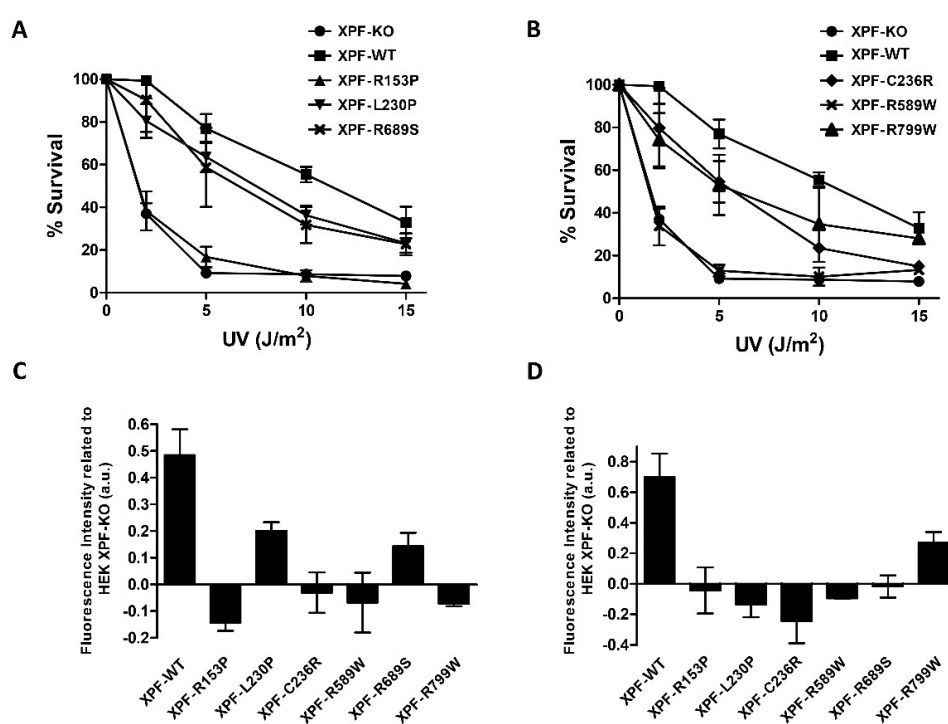 A
XPF-KO
XPF-WT
XPF-R153P
XPF-L230P
XPF-R689S
% Survival
100
80
60
40
20
0
0 5 10 15
UV (J/m²)
B
XPF-KO
XPF-WT
XPF-C236R
XPF-R589W
XPF-R799W
% Survival
100
80
60
40
20
0
0 5 10 15
UV (J/m²)
C
Fluorescence Intensity related to
HEK XPF-KO (a.u.)
0.6
0.5
0.4
0.3
0.2
0.1
0.0
-0.1
-0.2
XPF-WT
XPF-R153P
XPF-L230P
XPF-C236R
XPF-R589W
XPF-R689S
XPF-R799W
D
Fluorescence Intensity related to
HEK XPF-KO (a.u.)
0.8
0.6
0.4
0.2
0.0
-0.2
-0.4
XPF-WT
XPF-R153P
XPF-L230P
XPF-C236R
XPF-R589W
XPF-R689S
XPF-R799W